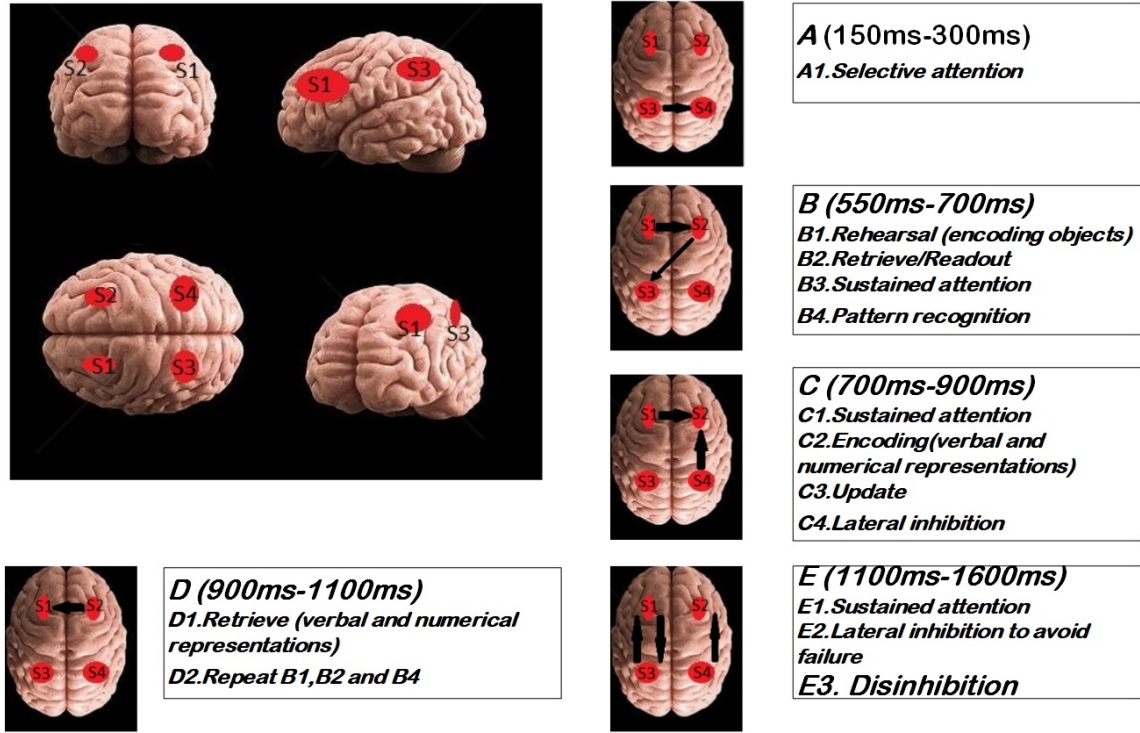 S2
S1
S1
S3
S2
S4
S1
S3
S1
S3
S1
S2
S3
S4
A (150ms-300ms)
A1.Selective attention
S1
S2
S3
S4
B (550ms-700ms)
B1.Rehearsal (encoding objects)
B2.Retrieve/Readout
B3.Sustained attention
B4.Pattern recognition
S1
S2
S3
S4
C (700ms-900ms)
C1.Sustained attention
C2.Encoding(verbal and
numerical representations)
C3.Update
C4.Lateral inhibition
S1
S2
S3
S4
D (900ms-1100ms)
D1.Retrieve (verbal and numerical
representations)
D2.Repeat B1,B2 and B4
S1
S2
S3
S4
E (1100ms-1600ms)
E1.Sustained attention
E2.Lateral inhibition to avoid
failure
E3. Disinhibition